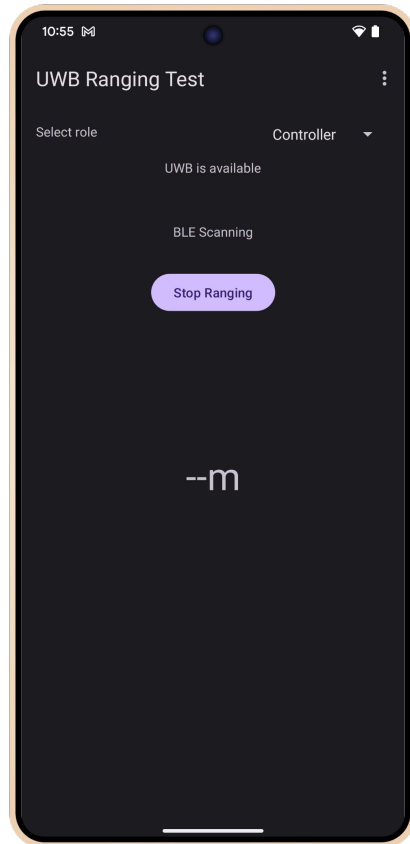 10:55
UWB Ranging Test
Select role
Controller
UWB is available
BLE Scanning
Stop Ranging
--m